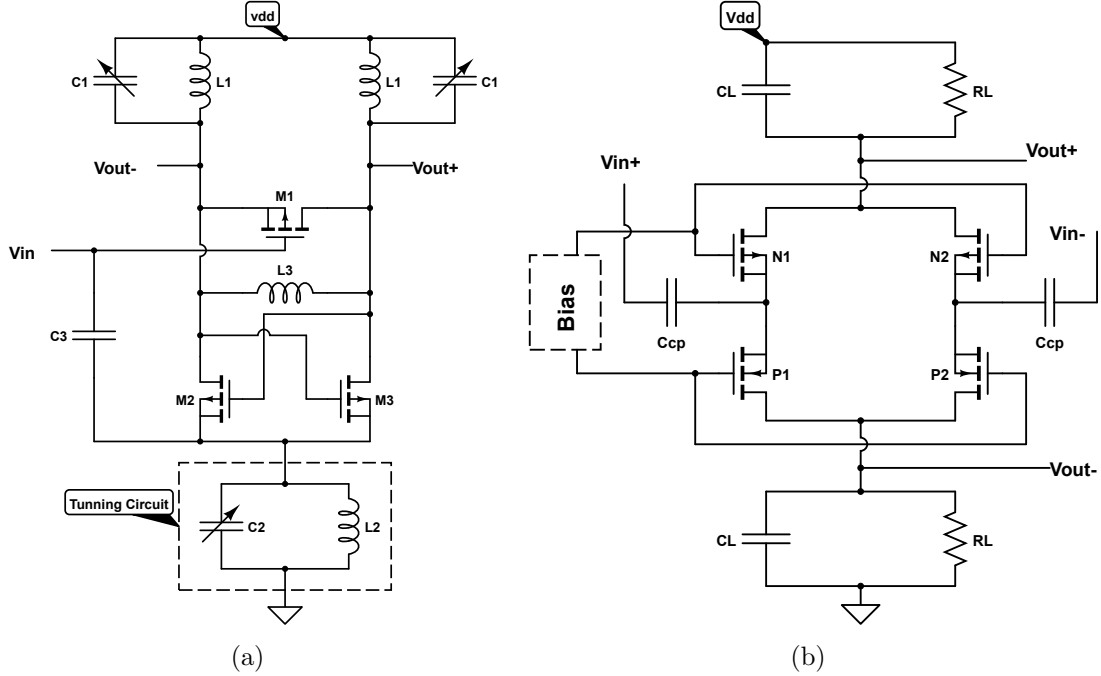 vdd
C1
L1
L1
C1
Vout-
Vout+
M1
Vin
L3
C3
M2
M3
Tunning Circuit
C2
L2
(a)
Vdd
CL
RL
Vin+
Vout+
Vin-
N1
N2
Bias
Ccp
Ccp
P1
P2
Vout-
CL
RL
(b)